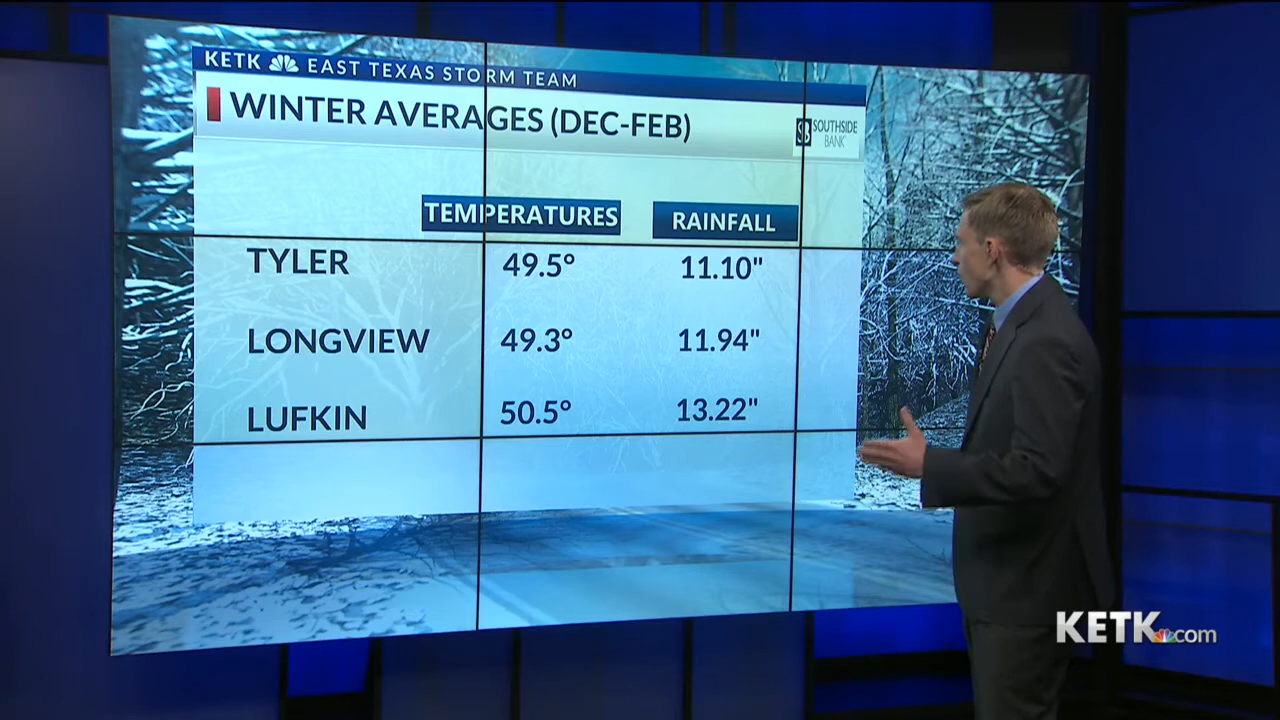 KETK EAST TEXAS STORM TEAM
WINTER AVERAGES (DEC-FEB)
SB SOUTHSIDE
BANK
TEMPERATURES RAINFALL
TYLER 49.5° 11.10"
LONGVIEW 49.3° 11.94"
LUFKIN 50.5° 13.22"
KETK.com